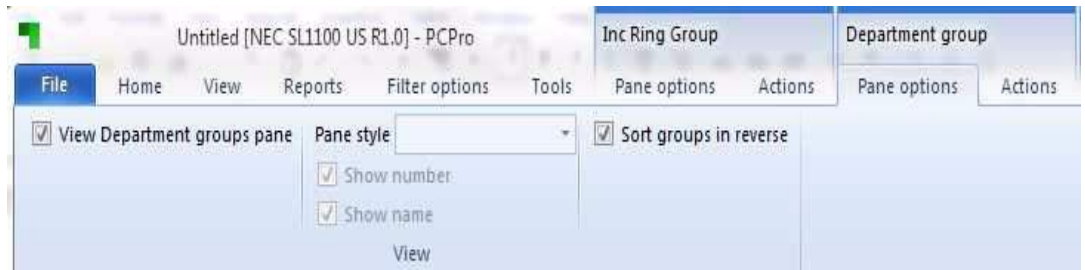 Untitled [NEC SL1100 US R1.0] - PCPro Inc Ring Group Department group
File Home View Reports Filter options Tools Pane options Actions Pane options Actions
View Department groups pane Pane style Sort groups in reverse
Show number
Show name
View